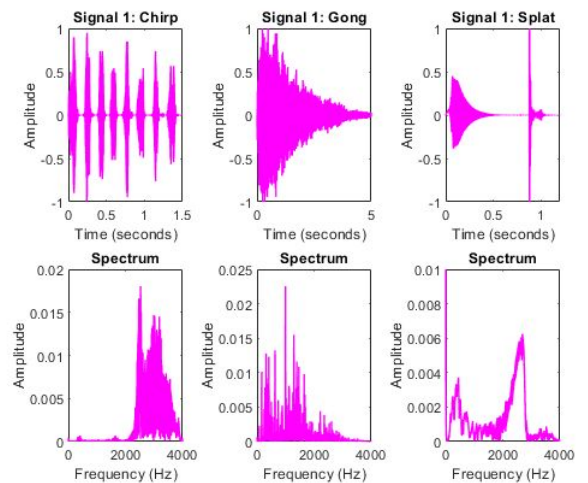 Signal 1: Chirp
Signal 1: Gong
Signal 1: Splat
Amplitude
1
0.5
0
-0.5
-1
0
0.5
1
1.5
Time (seconds)
Amplitude
1
0.5
0
-0.5
-1
0
5
Time (seconds)
Amplitude
1
0.5
0
-0.5
-1
0
0.5
1
Time (seconds)
Spectrum
Spectrum
Spectrum
Amplitude
0.02
0.015
0.01
0.005
0
0
2000
4000
Frequency (Hz)
Amplitude
0.025
0.02
0.015
0.01
0.005
0
0
2000
4000
Frequency (Hz)
Amplitude
0.01
0.008
0.006
0.004
0.002
0
0
1000
2000
3000
4000
Frequency (Hz)